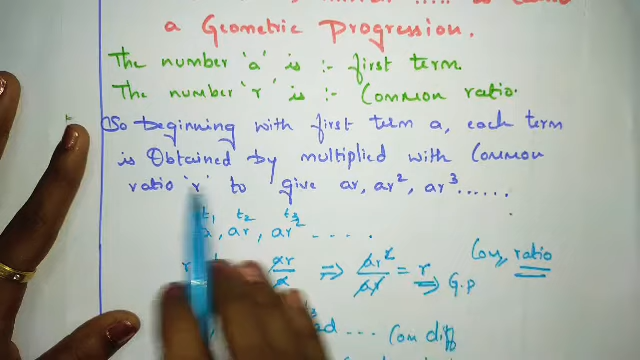 a Geometric Progression.
The number 'a' is :- first term.
The number 'r' is :- Common ratio.
So beginning with first term a, each term
is Obtained by multiplied with Common
ratio 'r' to give ar, ar², ar³......
t₁ t₂ t₃
a, ar, ar² ....
Com ratio
r ar/a ⇒ ar²/ar = r ⇒ G.P
d ... Com diff